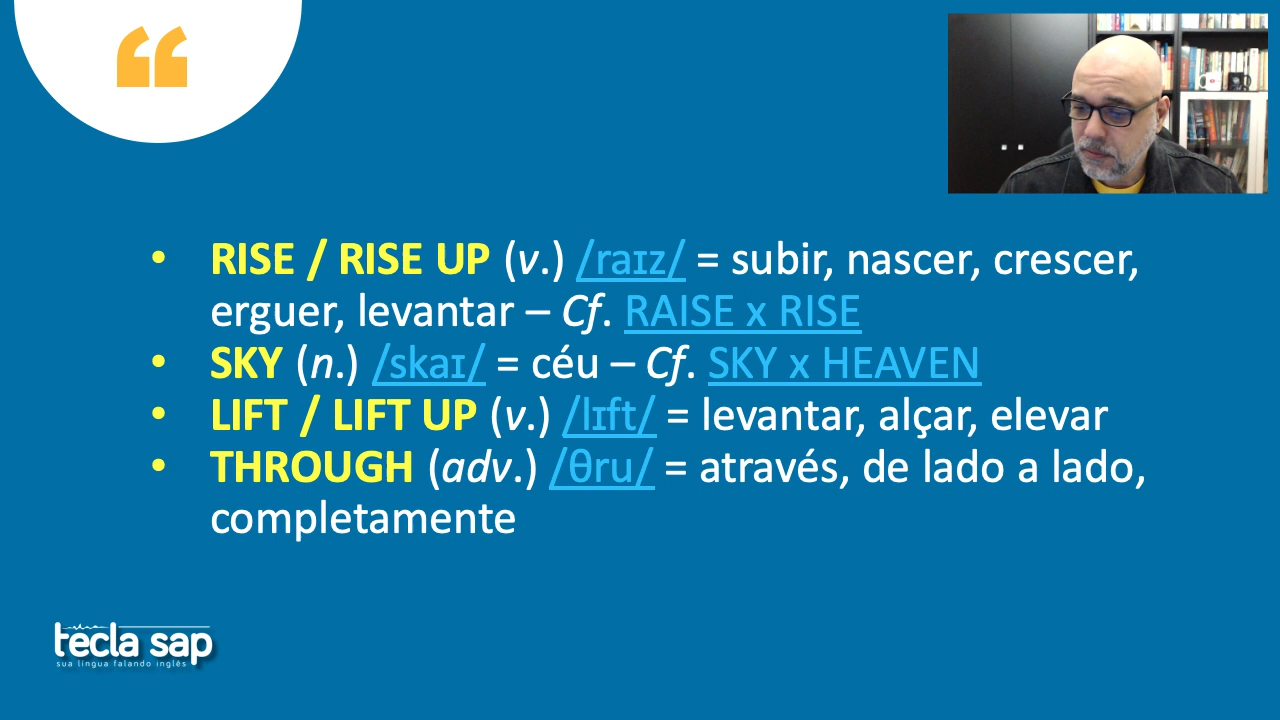 “
• RISE / RISE UP (v.) /raɪz/ = subir, nascer, crescer,
erguer, levantar – Cf. RAISE x RISE
• SKY (n.) /skaɪ/ = céu – Cf. SKY x HEAVEN
• LIFT / LIFT UP (v.) /lɪft/ = levantar, alçar, elevar
• THROUGH (adv.) /θru/ = através, de lado a lado,
completamente
tecla sap
sua língua falando inglês